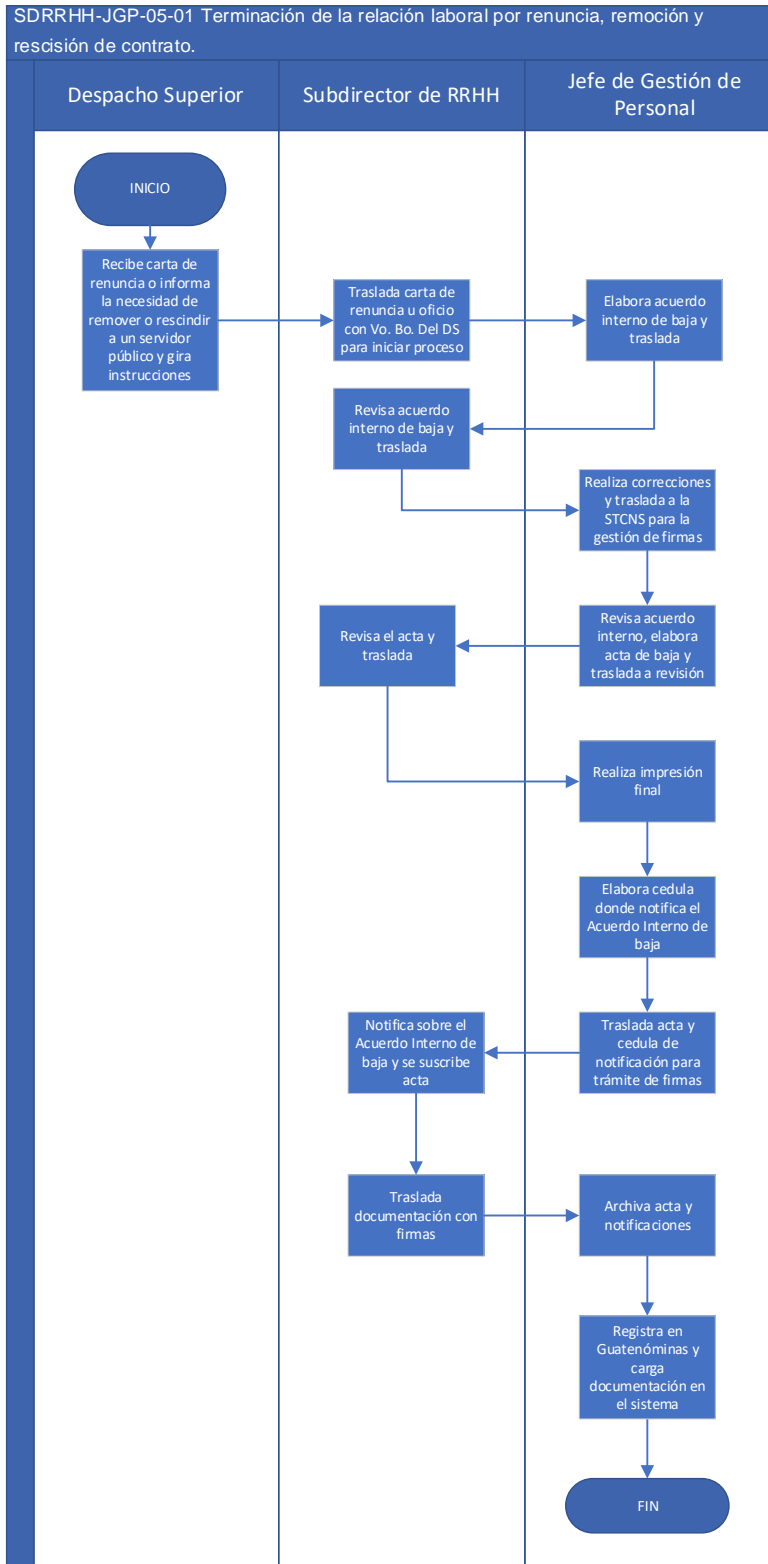 SDRRHH-JGP-05-01 Terminación de la relación laboral por renuncia, remoción y
rescisión de contrato.
Despacho Superior
Subdirector de RRHH
Jefe de Gestión de
Personal
INICIO
Recibe carta de
renuncia o informa
la necesidad de
remover o rescindir
a un servidor
público y gira
instrucciones
Traslada carta de
renuncia u oficio
con Vo. Bo. Del DS
para iniciar proceso
Elabora acuerdo
interno de baja y
traslada
Revisa acuerdo
interno de baja y
traslada
Realiza correcciones
y traslada a la
STCNS para la
gestión de firmas
Revisa acuerdo
interno, elabora
acta de baja y
traslada a revisión
Revisa el acta y
traslada
Realiza impresión
final
Elabora cedula
donde notifica el
Acuerdo Interno de
baja
Traslada acta y
cedula de
notificación para
trámite de firmas
Notifica sobre el
Acuerdo Interno de
baja y se suscribe
acta
Traslada
documentación con
firmas
Archiva acta y
notificaciones
Registra en
Guatenóminas y
carga
documentación en
el sistema
FIN